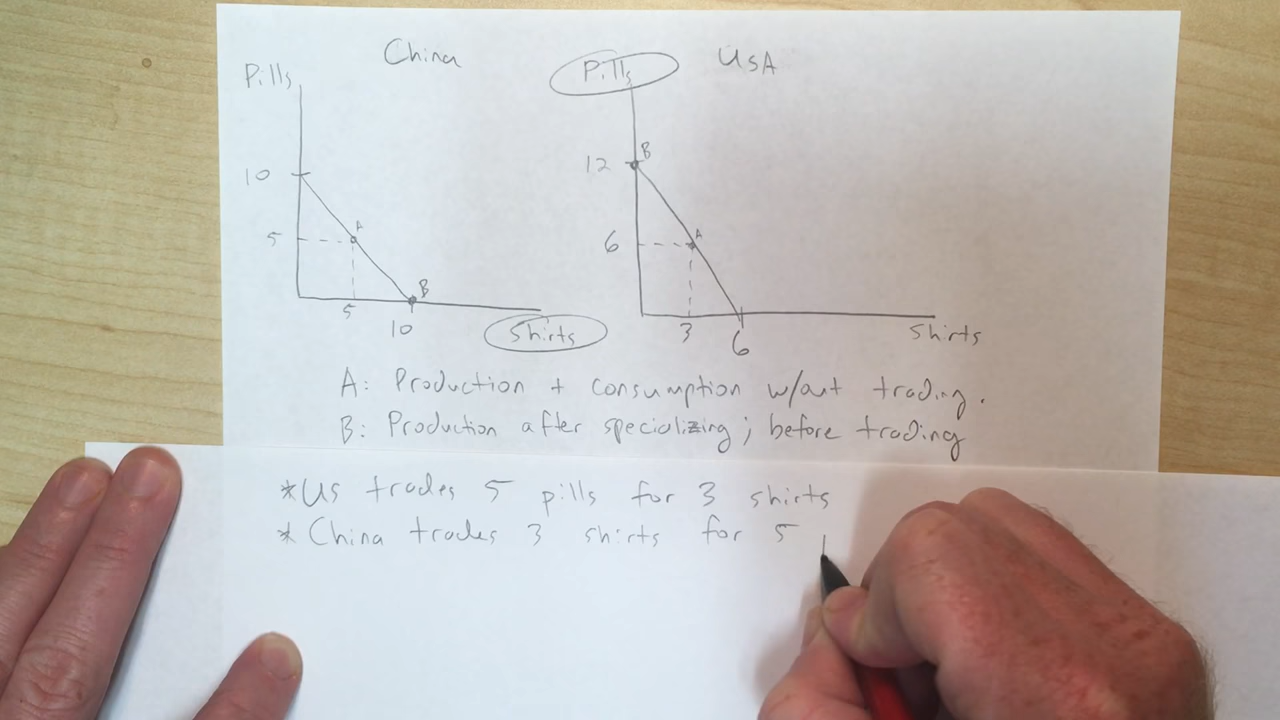 China
USA
Pills
Pills
10
5
A
B
5
10
Shirts
12
B
6
A
3
6
Shirts
A: Production + consumption w/out trading.
B: Production after specializing; before trading
*US trades 5 pills for 3 shirts
*China trades 3 shirts for 5